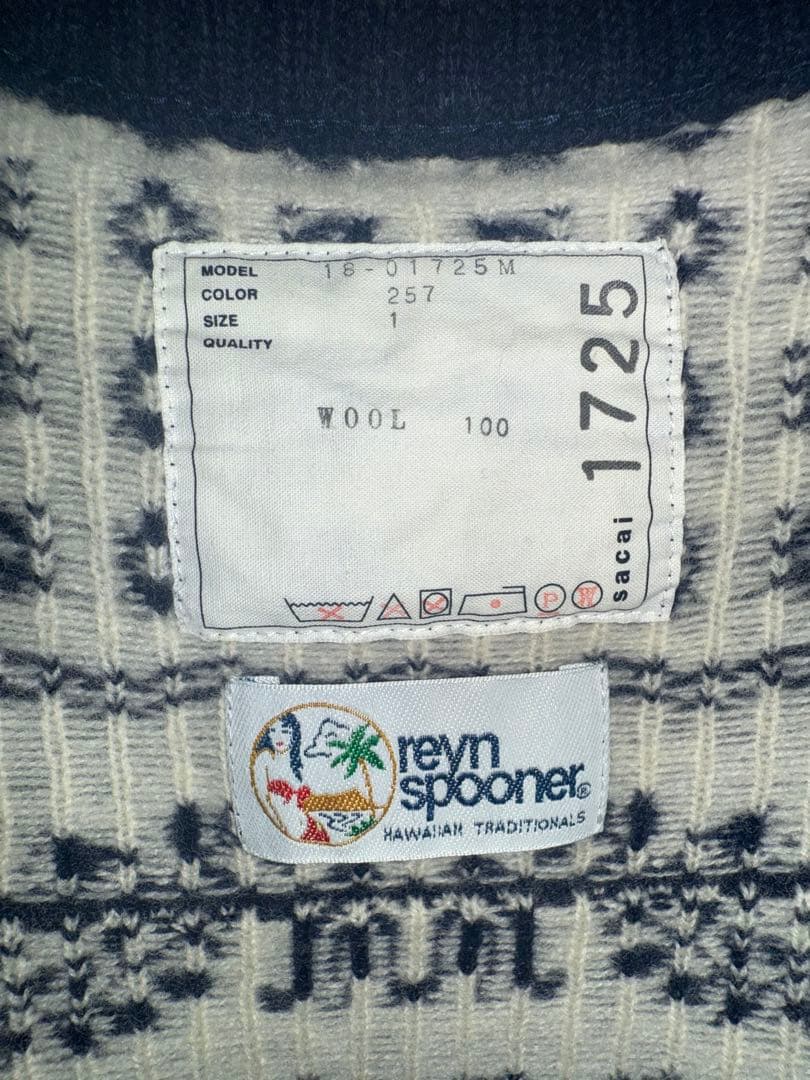 MODEL 18-01725M
COLOR 257
SIZE 1
QUALITY
WOOL 100
sacai 1725
P W
reyn
spooner®
HAWAIIAN TRADITIONALS